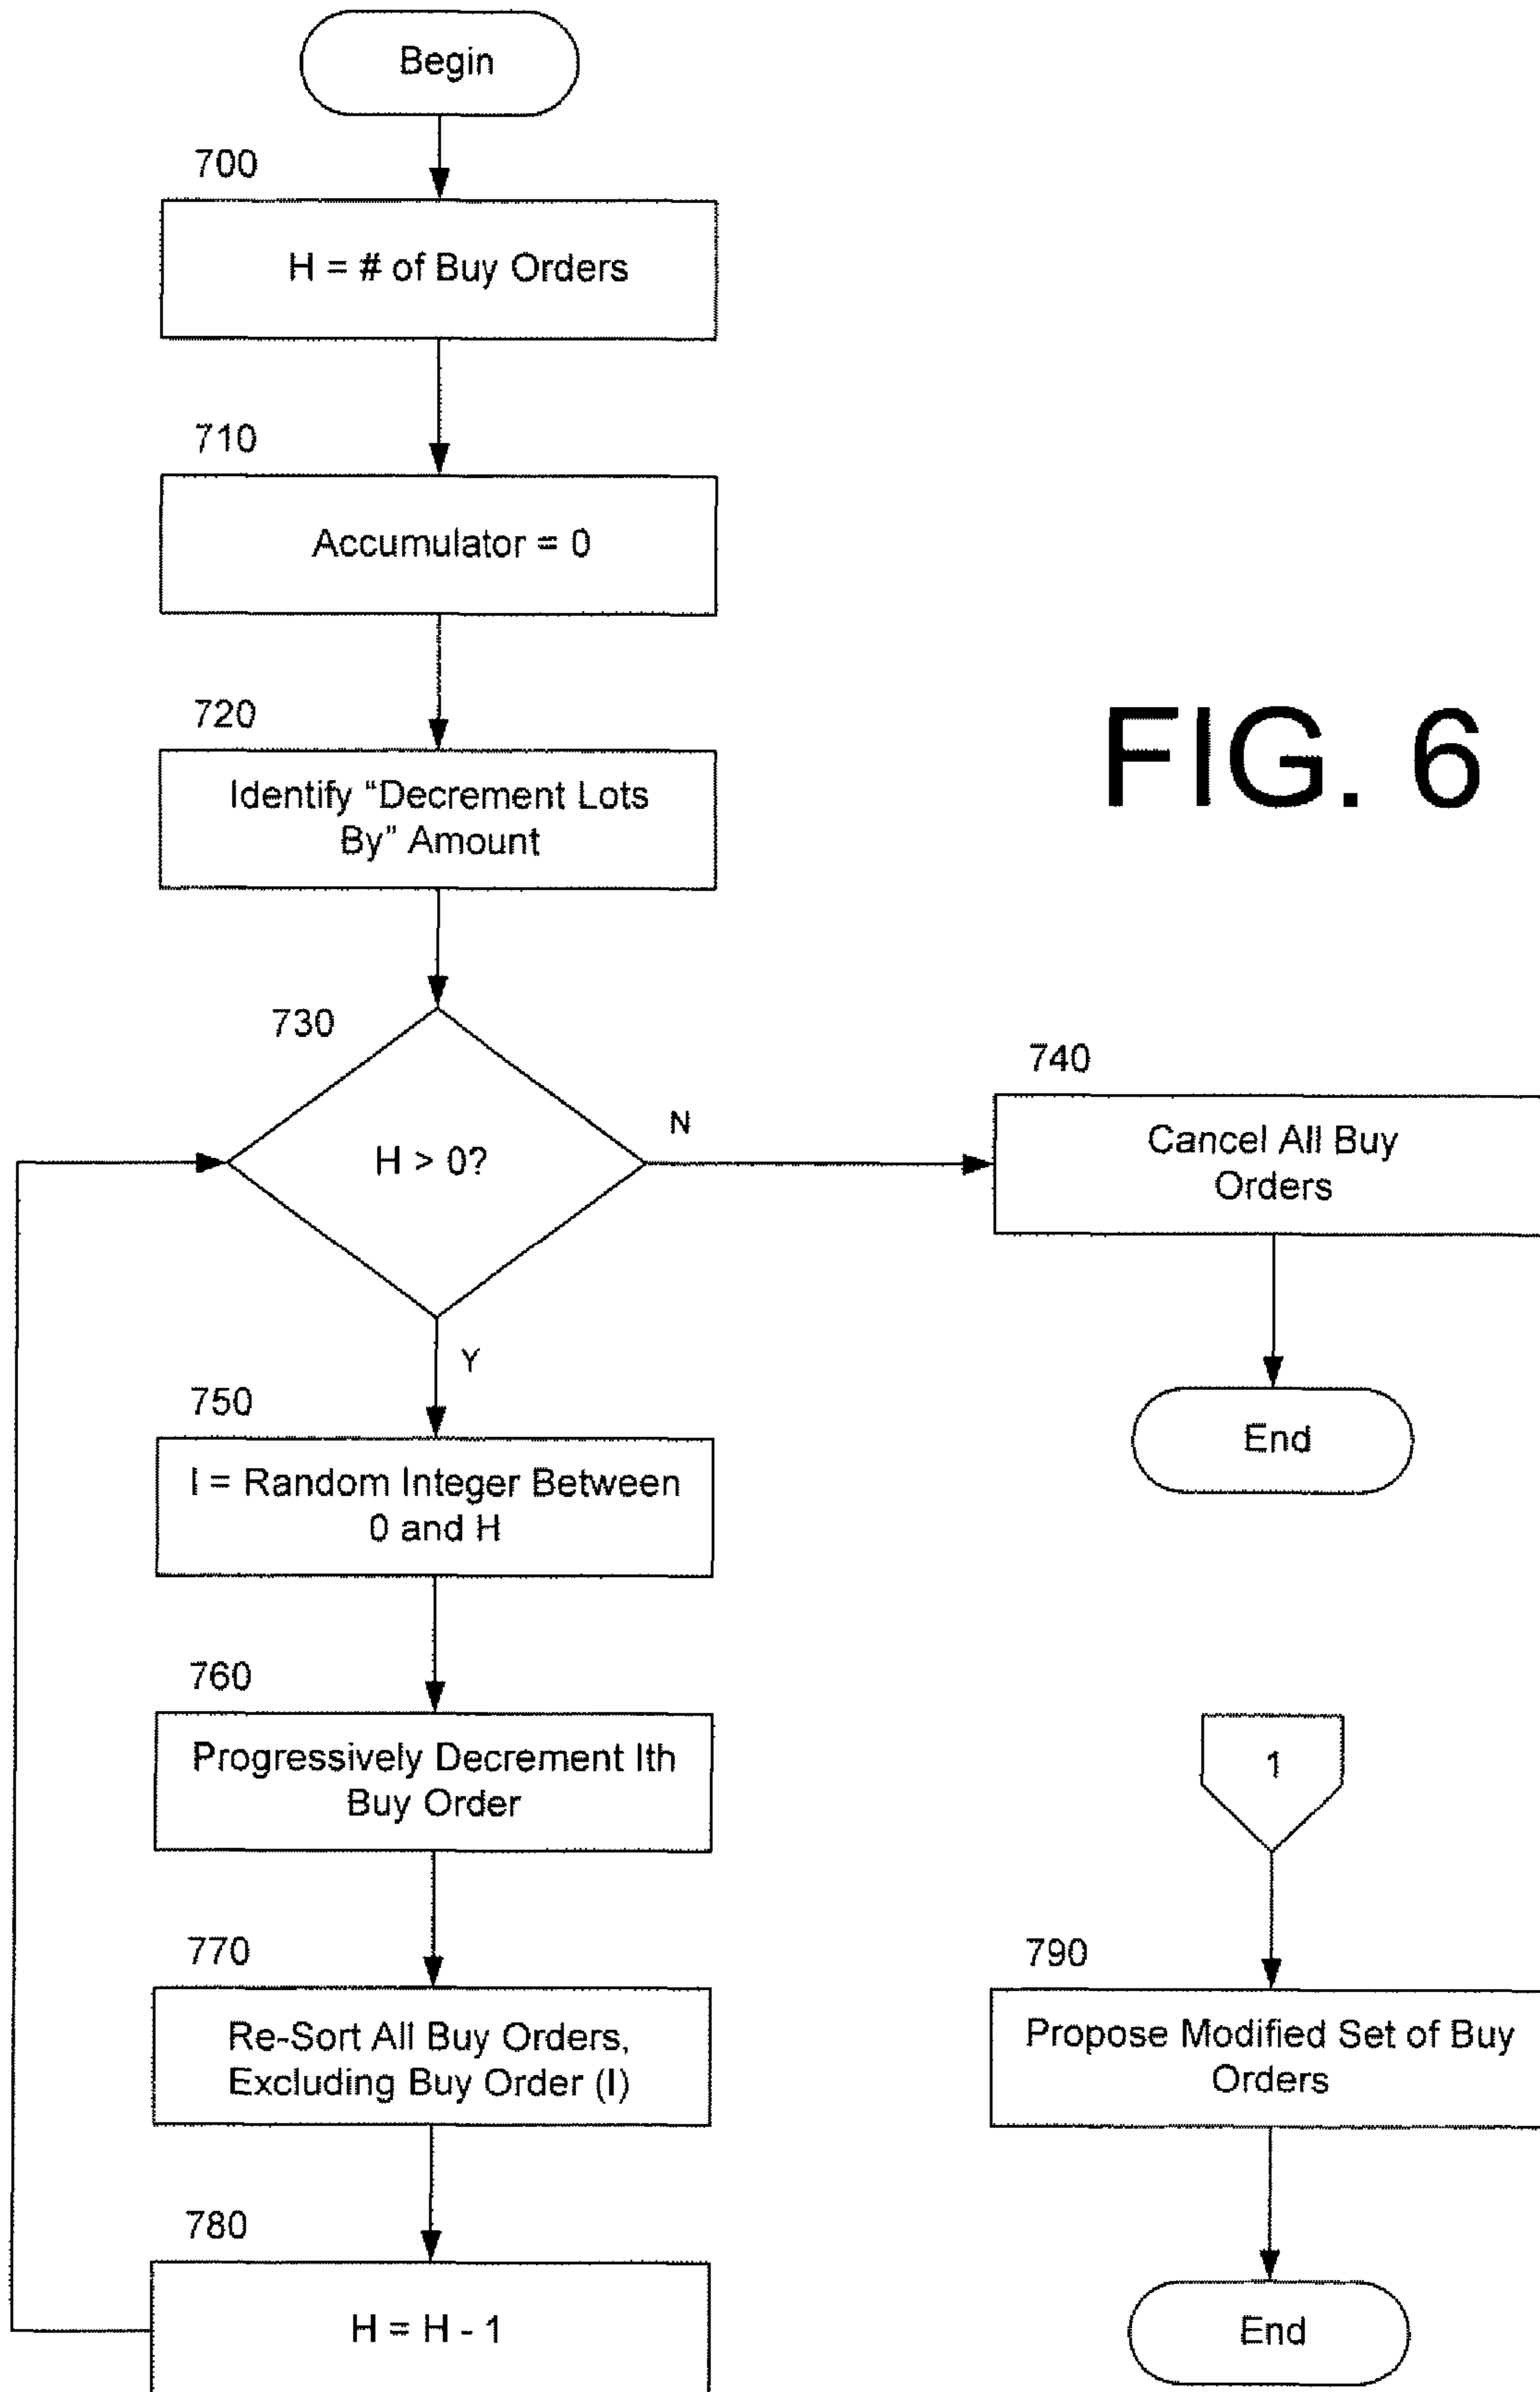 Begin
700
H = # of Buy Orders
710
Accumulator = 0
720
Identify “Decrement Lots
By” Amount
FIG. 6
730
H > 0?
N
Y
740
Cancel All Buy
Orders
End
750
I = Random Integer Between
0 and H
760
Progressively Decrement Ith
Buy Order
770
Re-Sort All Buy Orders,
Excluding Buy Order (I)
780
H = H - 1
1
790
Propose Modified Set of Buy
Orders
End